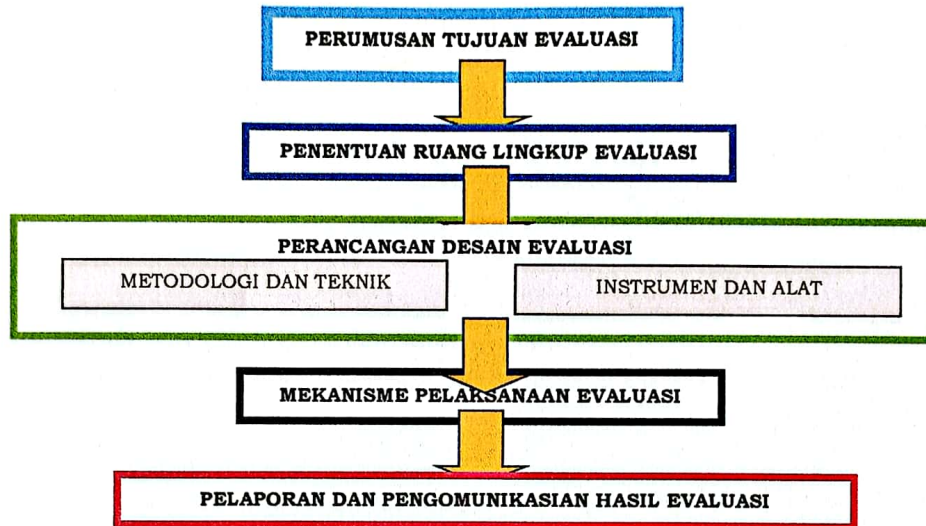 PERUMUSAN TUJUAN EVALUASI
PENENTUAN RUANG LINGKUP EVALUASI
PERANCANGAN DESAIN EVALUASI
METODOLOGI DAN TEKNIK
INSTRUMEN DAN ALAT
MEKANISME PELAKSANAAN EVALUASI
PELAPORAN DAN PENGOMUNIKASIAN HASIL EVALUASI